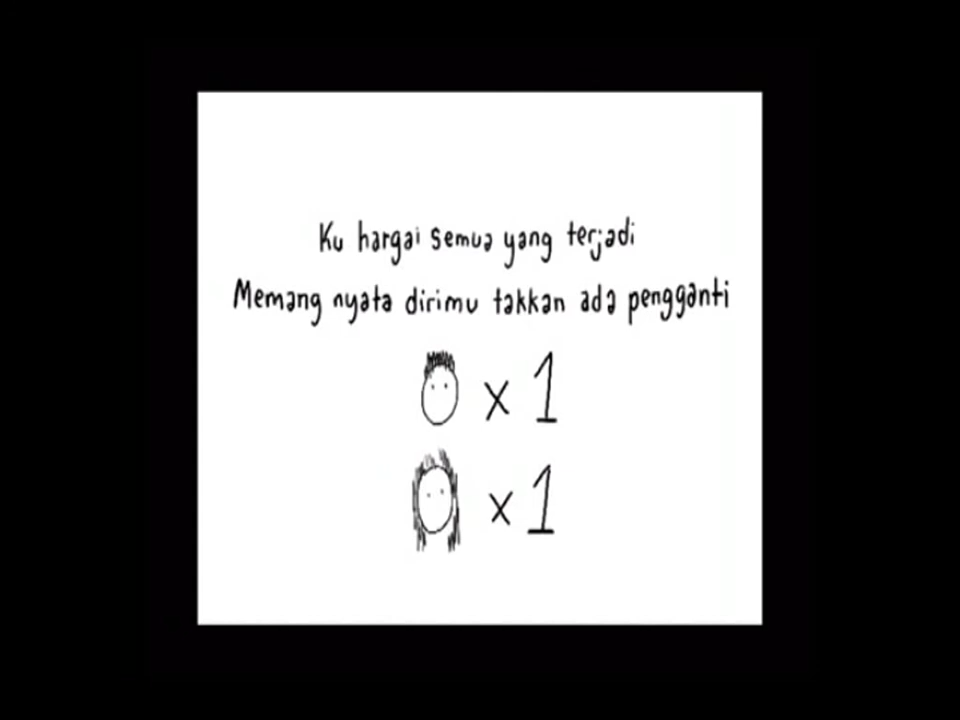 Ku hargai semua yang terjadi
Memang nyata dirimu takkan ada pengganti
x 1
x 1